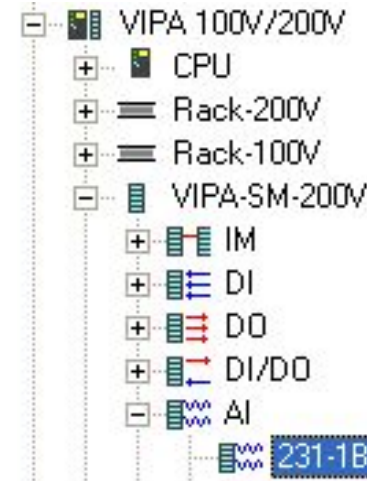 VIPA 100V/200V
CPU
Rack-200V
Rack-100V
VIPA-SM-200V
IM
DI
DO
DI/DO
AI
231-1B